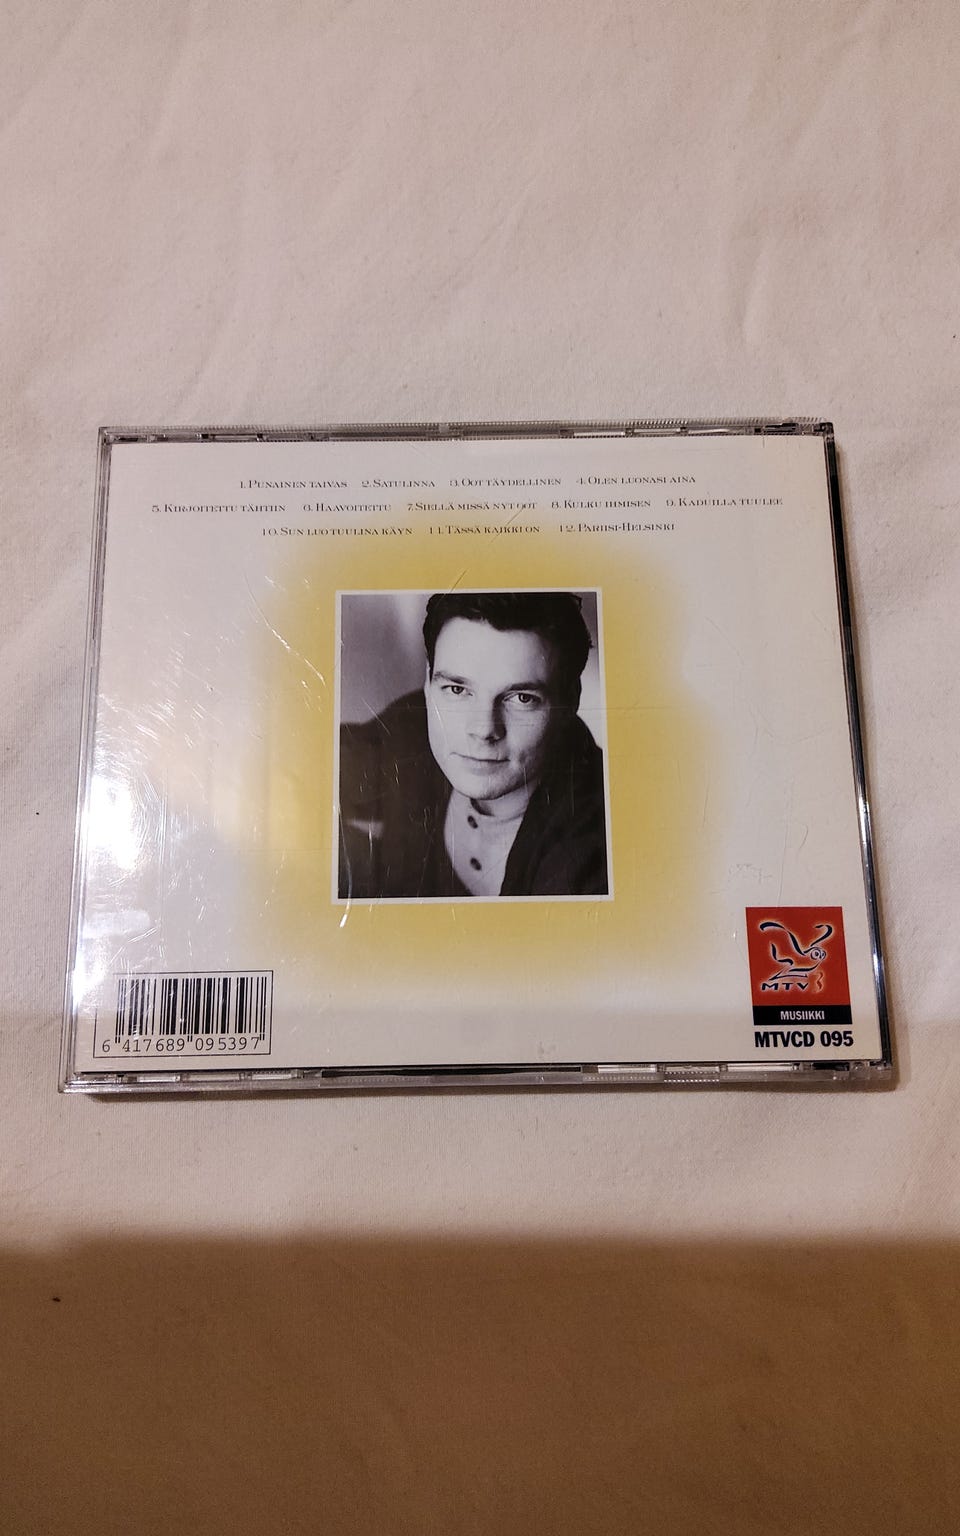 1. PUNAINEN TAIVAS 2. SATULINNA 3. OOT TÄYDELLINEN 4. OLEN LUONASI AINA
5. KIRJOITETTU TÄHTIIN 6. HAAVOITETTU 7. SIELLÄ MISSÄ NYT OOT 8. KULKU IHMISEN 9. KADUILLA TUULEE
10. SUN LUO TUULINA KÄYN 11. TÄSSÄ KAIKKI ON 12. PARIISI-HELSINKI
MTV3
MUSIIKKI
MTVCD 095
6 417689 095397